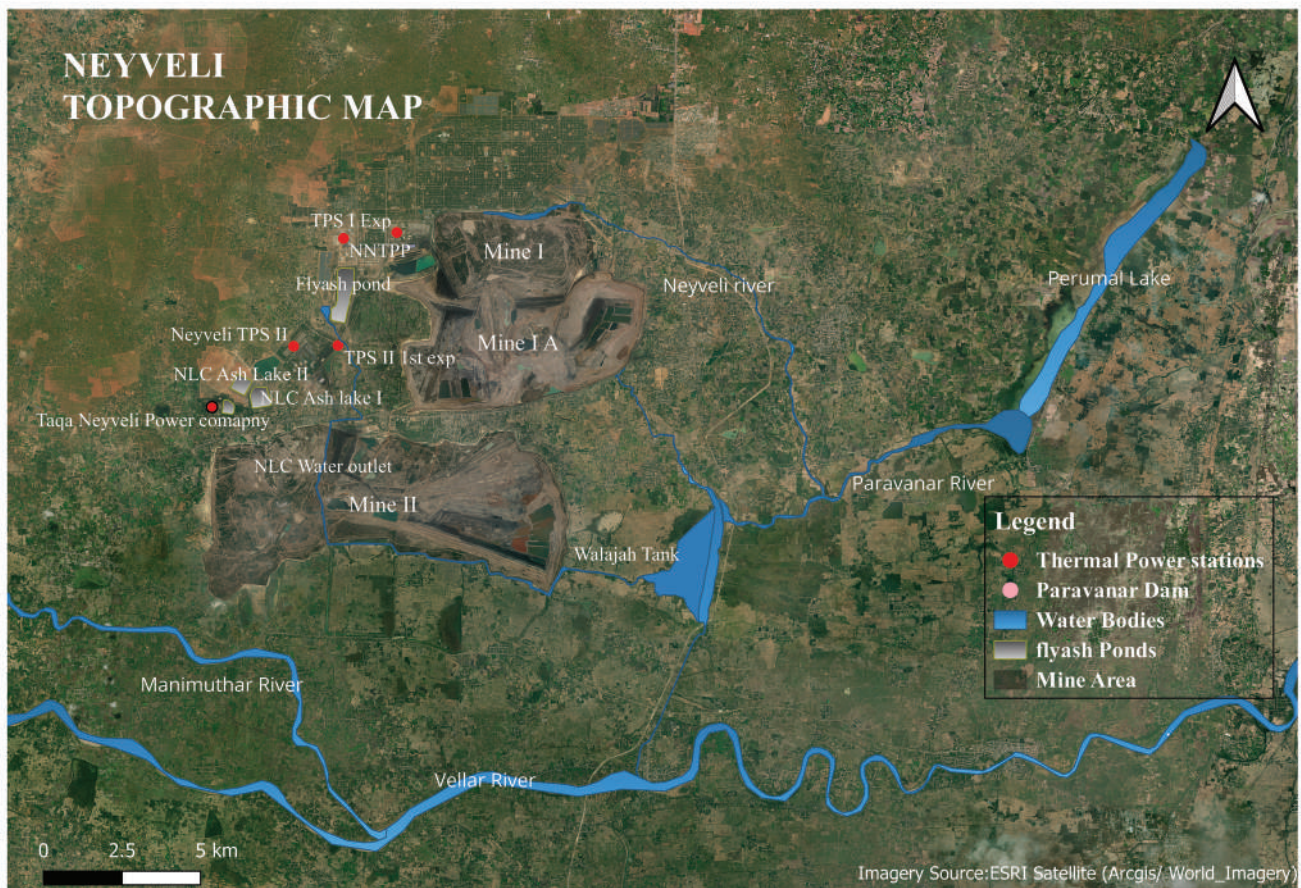 NEYVELI
TOPOGRAPHIC MAP
TPS I Exp
NNTPP
Mine I
Flyash pond
Neyveli river
Perumal Lake
Neyveli TPS II
Mine I A
TPS II 1st exp
NLC Ash Lake II
NLC Ash lake I
Taqa Neyveli Power comapny
NLC Water outlet
Mine II
Paravanar River
Walajah Tank
Legend
Thermal Power stations
Paravanar Dam
Water Bodies
flyash Ponds
Mine Area
Manimuthar River
Vellar River
0 2.5 5 km
Imagery Source:ESRI Satellite (Arcgis/ World_Imagery)